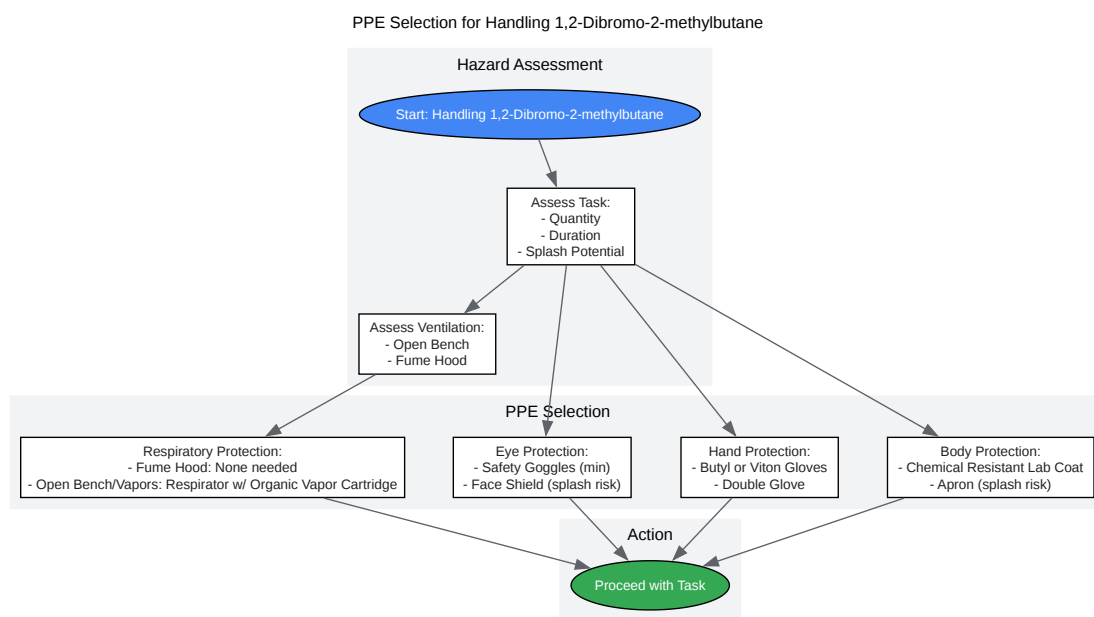 PPE Selection for Handling 1,2-Dibromo-2-methylbutane
Hazard Assessment
Start: Handling 1,2-Dibromo-2-methylbutane
Assess Task:
- Quantity
- Duration
- Splash Potential
Assess Ventilation:
- Open Bench
- Fume Hood
PPE Selection
Respiratory Protection:
- Fume Hood: None needed
- Open Bench/Vapors: Respirator w/ Organic Vapor Cartridge
Eye Protection:
- Safety Goggles (min)
- Face Shield (splash risk)
Hand Protection:
- Butyl or Viton Gloves
- Double Glove
Body Protection:
- Chemical Resistant Lab Coat
- Apron (splash risk)
Action
Proceed with Task